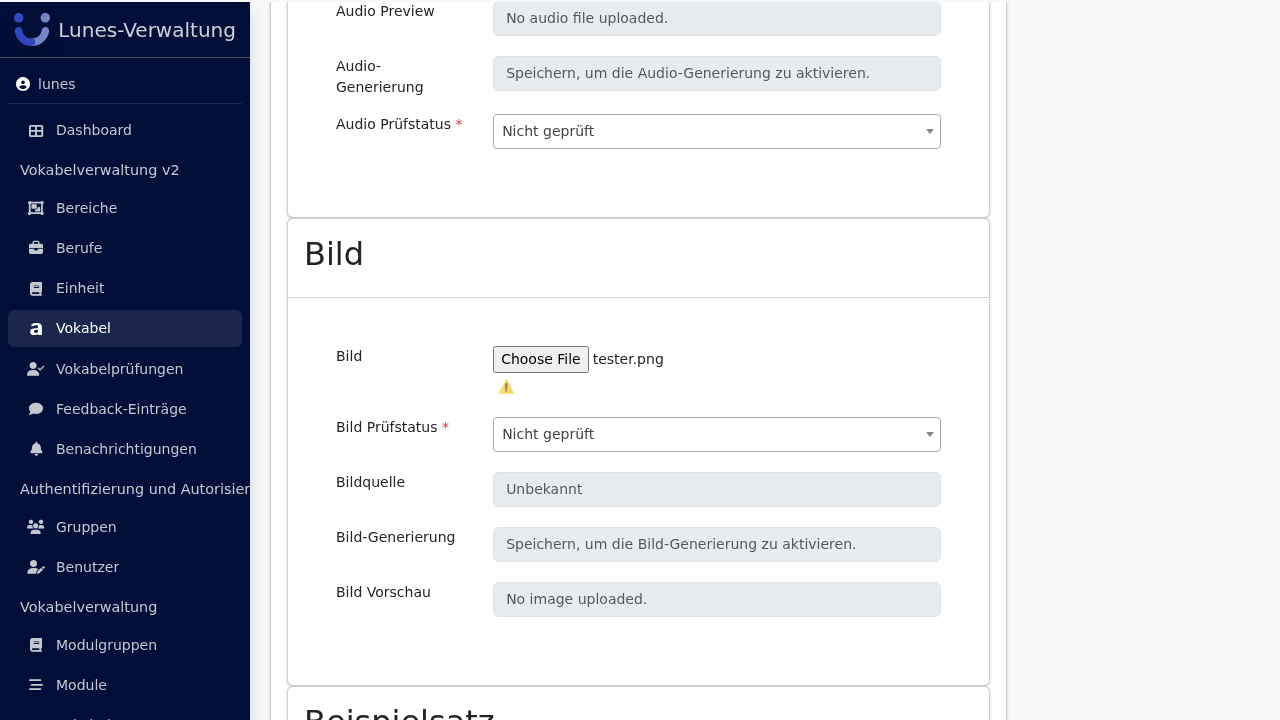 Lunes-Verwaltung
lunes
Dashboard
Vokabelverwaltung v2
Bereiche
Berufe
Einheit
Vokabel
Vokabelprüfungen
Feedback-Einträge
Benachrichtigungen
Authentifizierung und Autorisier
Gruppen
Benutzer
Vokabelverwaltung
Modulgruppen
Module
Audio Preview
No audio file uploaded.
Audio-
Generierung
Speichern, um die Audio-Generierung zu aktivieren.
Audio Prüfstatus *
Nicht geprüft
Bild
Bild
Choose File tester.png
Bild Prüfstatus *
Nicht geprüft
Bildquelle
Unbekannt
Bild-Generierung
Speichern, um die Bild-Generierung zu aktivieren.
Bild Vorschau
No image uploaded.
Beispielsatz